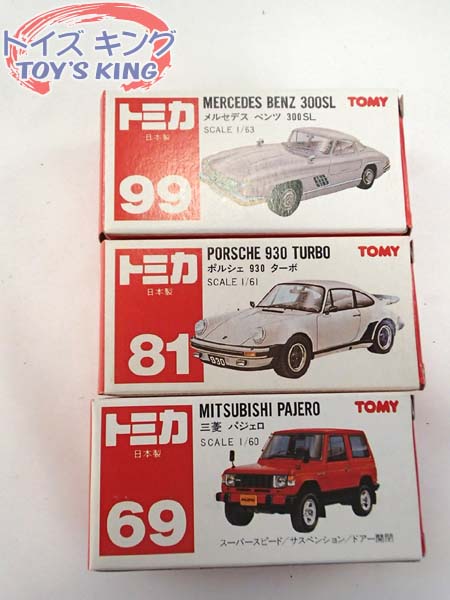 トイズ キング
TOY'S KING
トミカ
日本製
99
MERCEDES BENZ 300SL
TOMY
メルセデス ベンツ 300SL
SCALE 1/63
トミカ
日本製
81
PORSCHE 930 TURBO
TOMY
ポルシェ 930 ターボ
SCALE 1/61
930
トミカ
日本製
69
MITSUBISHI PAJERO
TOMY
三菱 パジェロ
SCALE 1/60
スーパースピード/サスペンション/ドアー開閉